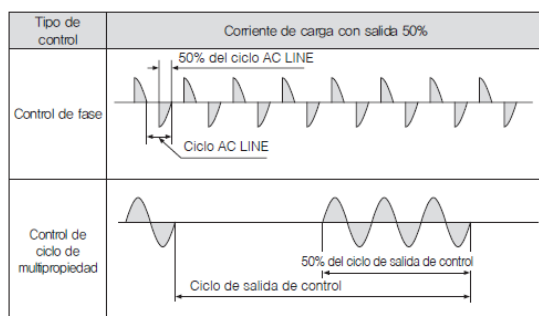 Tipo de
control
Corriente de carga con salida 50%
Control de fase
50% del ciclo AC LINE
Ciclo AC LINE
Control de
ciclo de
multipropiedad
50% del ciclo de salida de control
Ciclo de salida de control